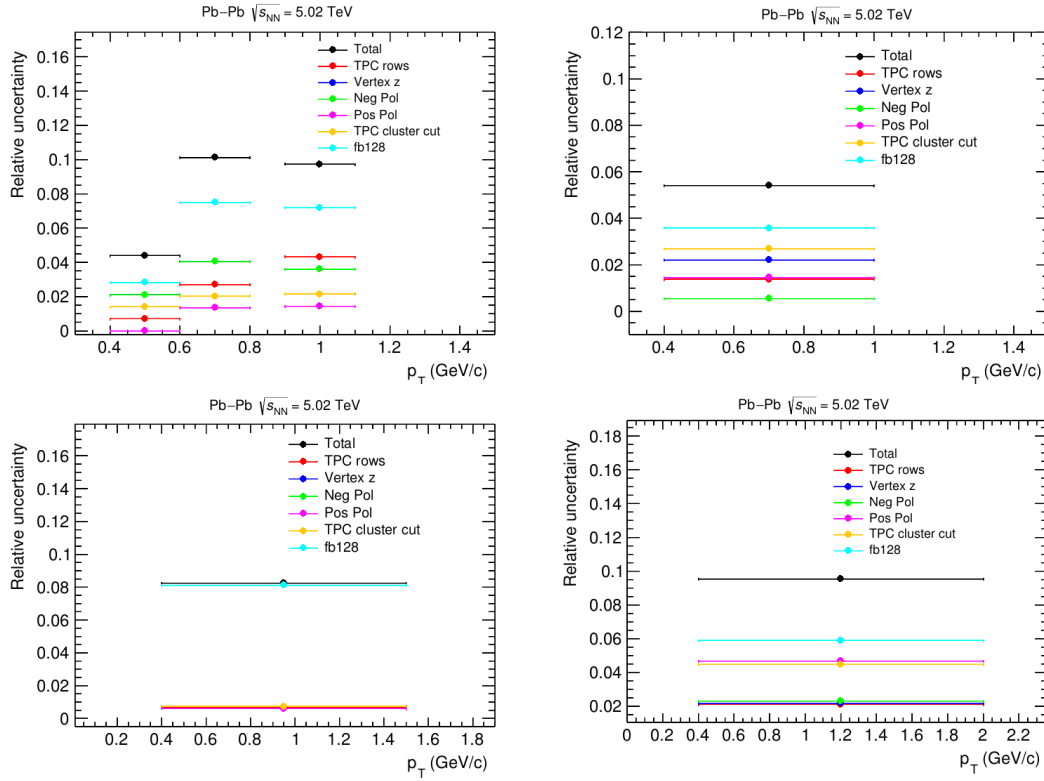 Pb−Pb √s_NN = 5.02 TeV
Relative uncertainty
0.16
0.14
0.12
0.1
0.08
0.06
0.04
0.02
0
Total
TPC rows
Vertex z
Neg Pol
Pos Pol
TPC cluster cut
fb128
0.4 0.6 0.8 1 1.2 1.4
p_T (GeV/c)
Pb−Pb √s_NN = 5.02 TeV
Relative uncertainty
0.12
0.1
0.08
0.06
0.04
0.02
0
Total
TPC rows
Vertex z
Neg Pol
Pos Pol
TPC cluster cut
fb128
0.4 0.6 0.8 1 1.2 1.4
p_T (GeV/c)
Pb−Pb √s_NN = 5.02 TeV
Relative uncertainty
0.16
0.14
0.12
0.1
0.08
0.06
0.04
0.02
0
Total
TPC rows
Vertex z
Neg Pol
Pos Pol
TPC cluster cut
fb128
0.2 0.4 0.6 0.8 1 1.2 1.4 1.6 1.8
p_T (GeV/c)
Pb−Pb √s_NN = 5.02 TeV
Relative uncertainty
0.18
0.16
0.14
0.12
0.1
0.08
0.06
0.04
0.02
Total
TPC rows
Vertex z
Neg Pol
Pos Pol
TPC cluster cut
fb128
0 0.2 0.4 0.6 0.8 1 1.2 1.4 1.6 1.8 2 2.2
p_T (GeV/c)